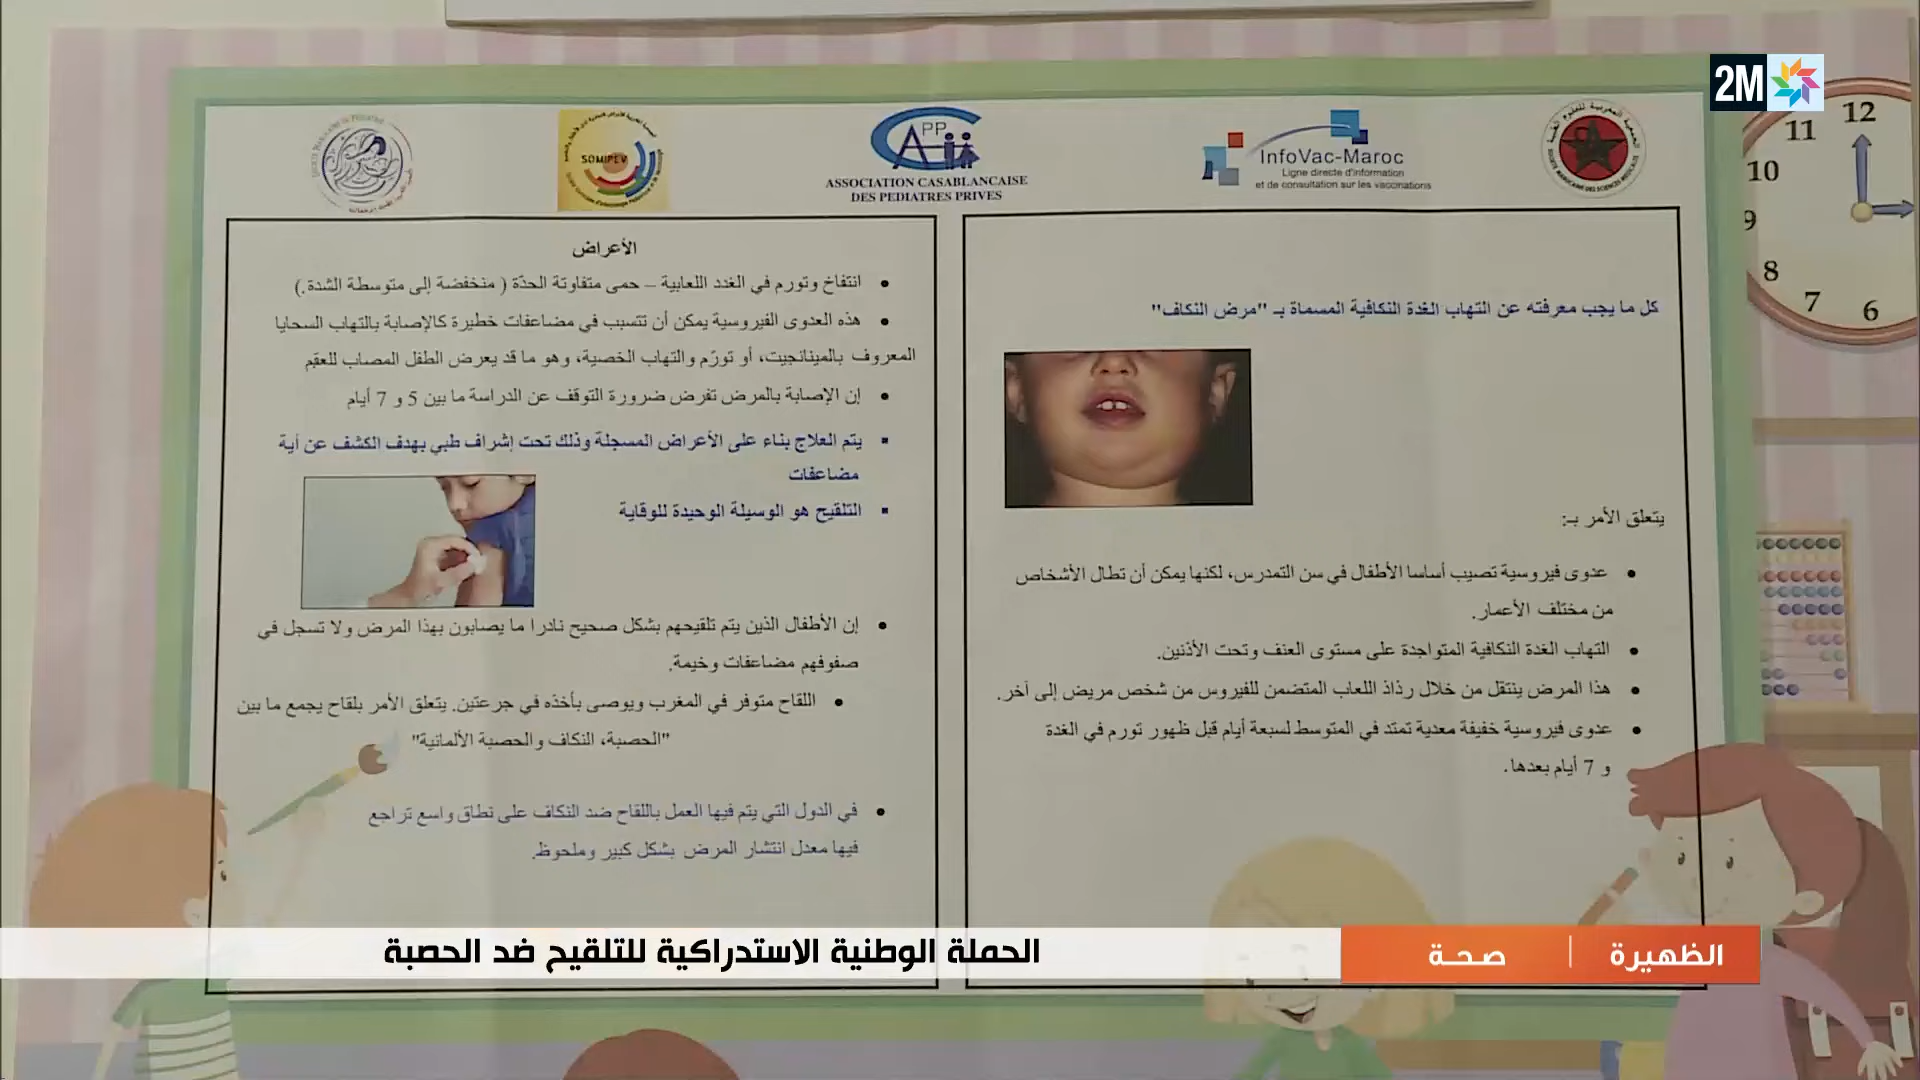 2M
12
11
10
9
8
7
6
SOMIPEV
APP
ASSOCIATION CASABLANCAISE
DES PEDIATRES PRIVES
InfoVac-Maroc
Ligne directe d'information
et de consultation sur les vaccinations
كل ما يجب معرفته عن التهاب الغدة النكافية المسماة بـ "مرض النكاف"
يتعلق الأمر بـ:
• عدوى فيروسية تصيب أساسا الأطفال في سن التمدرس، لكنها يمكن أن تطال الأشخاص
من مختلف الأعمار.
• التهاب الغدة النكافية المتواجدة على مستوى العنف وتحت الأذنين.
• هذا المرض ينتقل من خلال رذاذ اللعاب المتضمن للفيروس من شخص مريض إلى آخر.
• عدوى فيروسية خفيفة معدية تمتد في المتوسط لسبعة أيام قبل ظهور تورم في الغدة
و 7 أيام بعدها.
الأعراض
• انتفاخ وتورم في الغدد اللعابية – حمى متفاوتة الحدّة ( منخفضة إلى متوسطة الشدة.)
• هذه العدوى الفيروسية يمكن أن تتسبب في مضاعفات خطيرة كالإصابة بالتهاب السحايا
المعروف بالمينانجيت، أو تورّم والتهاب الخصية، وهو ما قد يعرض الطفل المصاب للعقم
• إن الإصابة بالمرض تفرض ضرورة التوقف عن الدراسة ما بين 5 و 7 أيام
▪ يتم العلاج بناء على الأعراض المسجلة وذلك تحت إشراف طبي بهدف الكشف عن أية
مضاعفات
▪ التلقيح هو الوسيلة الوحيدة للوقاية
• إن الأطفال الذين يتم تلقيحهم بشكل صحيح نادرا ما يصابون بهذا المرض ولا تسجل في
صفوفهم مضاعفات وخيمة.
• اللقاح متوفر في المغرب ويوصى بأخذه في جرعتين. يتعلق الأمر بلقاح يجمع ما بين
"الحصبة، النكاف والحصبة الألمانية"
• في الدول التي يتم فيها العمل باللقاح ضد النكاف على نطاق واسع تراجع
فيها معدل انتشار المرض بشكل كبير وملحوظ.
الظهيرة | صحة
الحملة الوطنية الاستدراكية للتلقيح ضد الحصبة